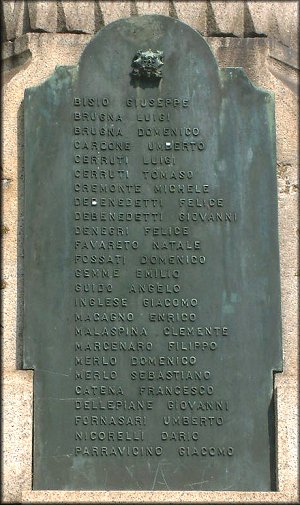 BISIO GIUSEPPE
BRUGNA LUIGI
BRUGNA DOMENICO
CARDONE UMBERTO
CERRUTI LUIGI
CERRUTI TOMASO
CREMONTE MICHELE
DEBENEDETTI FELICE
DEBENEDETTI GIOVANNI
DENEGRI FELICE
FAVARETO NATALE
FOSSATI DOMENICO
GEMME EMILIO
GUIDO ANGELO
INGLESE GIACOMO
MACAGNO ENRICO
MALASPINA CLEMENTE
MARCENARO FILIPPO
MERLO DOMENICO
MERLO SEBASTIANO
CATENA FRANCESCO
DELLEPIANE GIOVANNI
FORNASARI UMBERTO
NICORELLI DARIO
PARRAVICINO GIACOMO